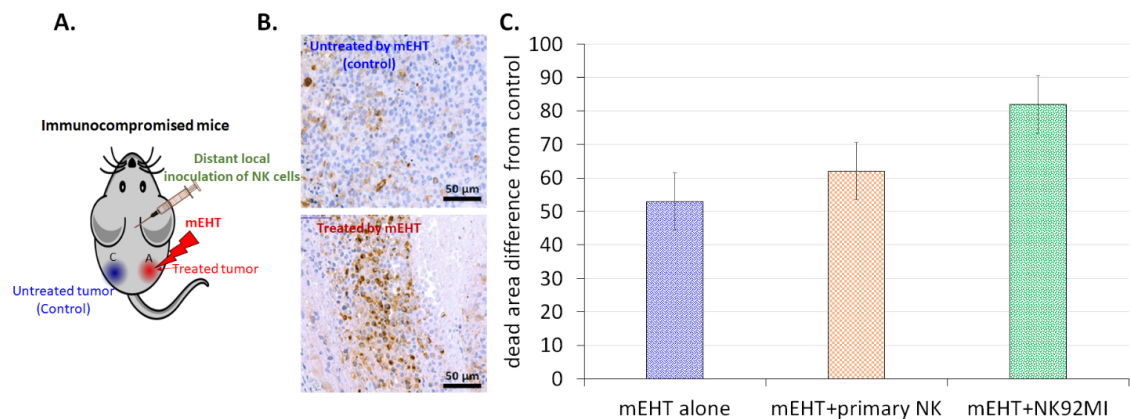 A.
Immunocompromised mice
Distant local
inoculation of NK cells
mEHT
C
A
Treated tumor
Untreated tumor
(Control)
B.
Untreated by mEHT
(control)
50 µm
Treated by mEHT
50 µm
C.
dead area difference from control
100
90
80
70
60
50
40
30
20
10
0
mEHT alone
mEHT+primary NK
mEHT+NK92MI